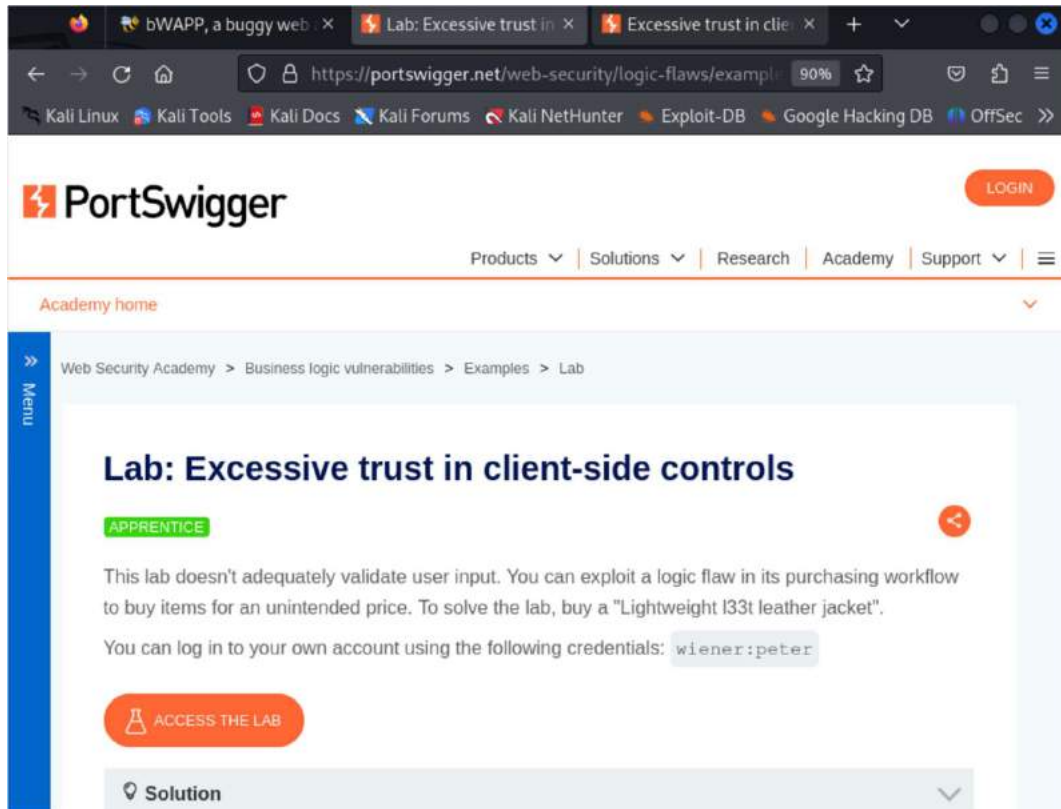 bWAPP, a buggy web
Lab: Excessive trust in
Excessive trust in clie
https://portswigger.net/web-security/logic-flaws/example 90%
Kali Linux Kali Tools Kali Docs Kali Forums Kali NetHunter Exploit-DB Google Hacking DB OffSec
PortSwigger
LOGIN
Products Solutions Research Academy Support
Academy home
Menu
Web Security Academy > Business logic vulnerabilities > Examples > Lab
Lab: Excessive trust in client-side controls
APPRENTICE
This lab doesn't adequately validate user input. You can exploit a logic flaw in its purchasing workflow
to buy items for an unintended price. To solve the lab, buy a "Lightweight l33t leather jacket".
You can log in to your own account using the following credentials: wiener:peter
ACCESS THE LAB
Solution